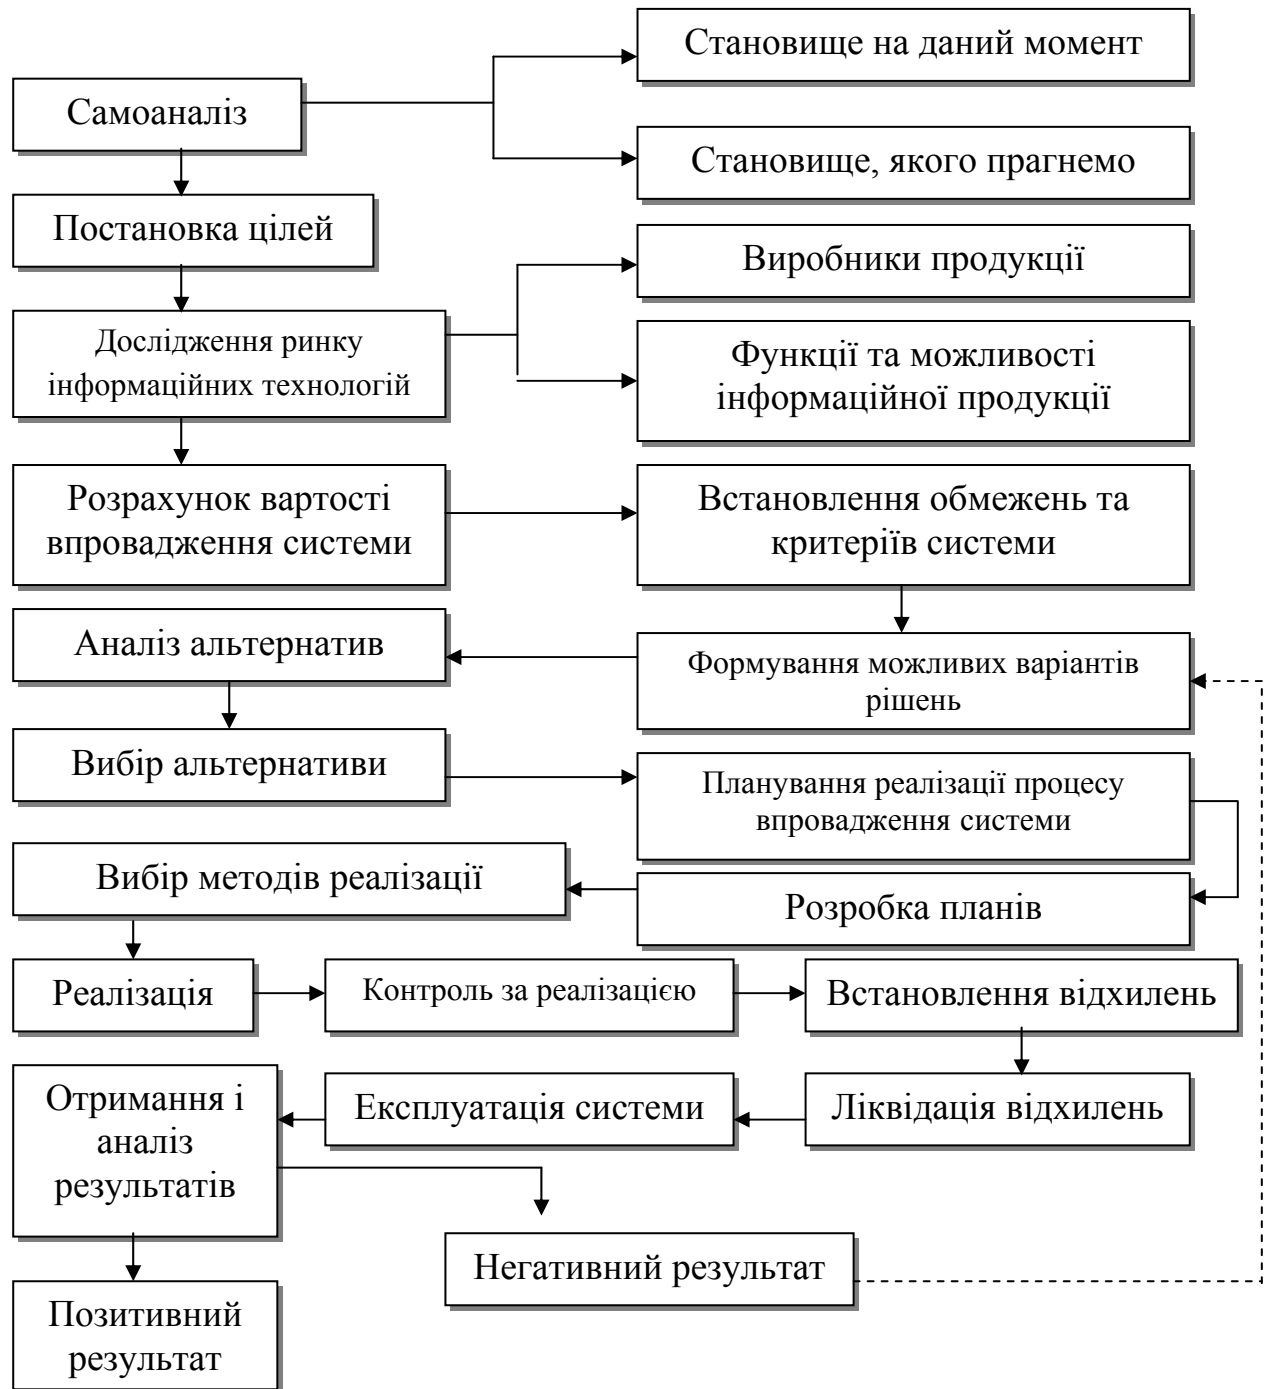 Становище на даний момент
Самоаналіз
Становище, якого прагнемо
Постановка цілей
Виробники продукції
Дослідження ринку
інформаційних технологій
Функції та можливості
інформаційної продукції
Розрахунок вартості
впровадження системи
Встановлення обмежень та
критеріїв системи
Аналіз альтернатив
Формування можливих варіантів
рішень
Вибір альтернативи
Планування реалізації процесу
впровадження системи
Вибір методів реалізації
Розробка планів
Реалізація
Контроль за реалізацією
Встановлення відхилень
Отримання і
аналіз
результатів
Експлуатація системи
Ліквідація відхилень
Негативний результат
Позитивний
результат